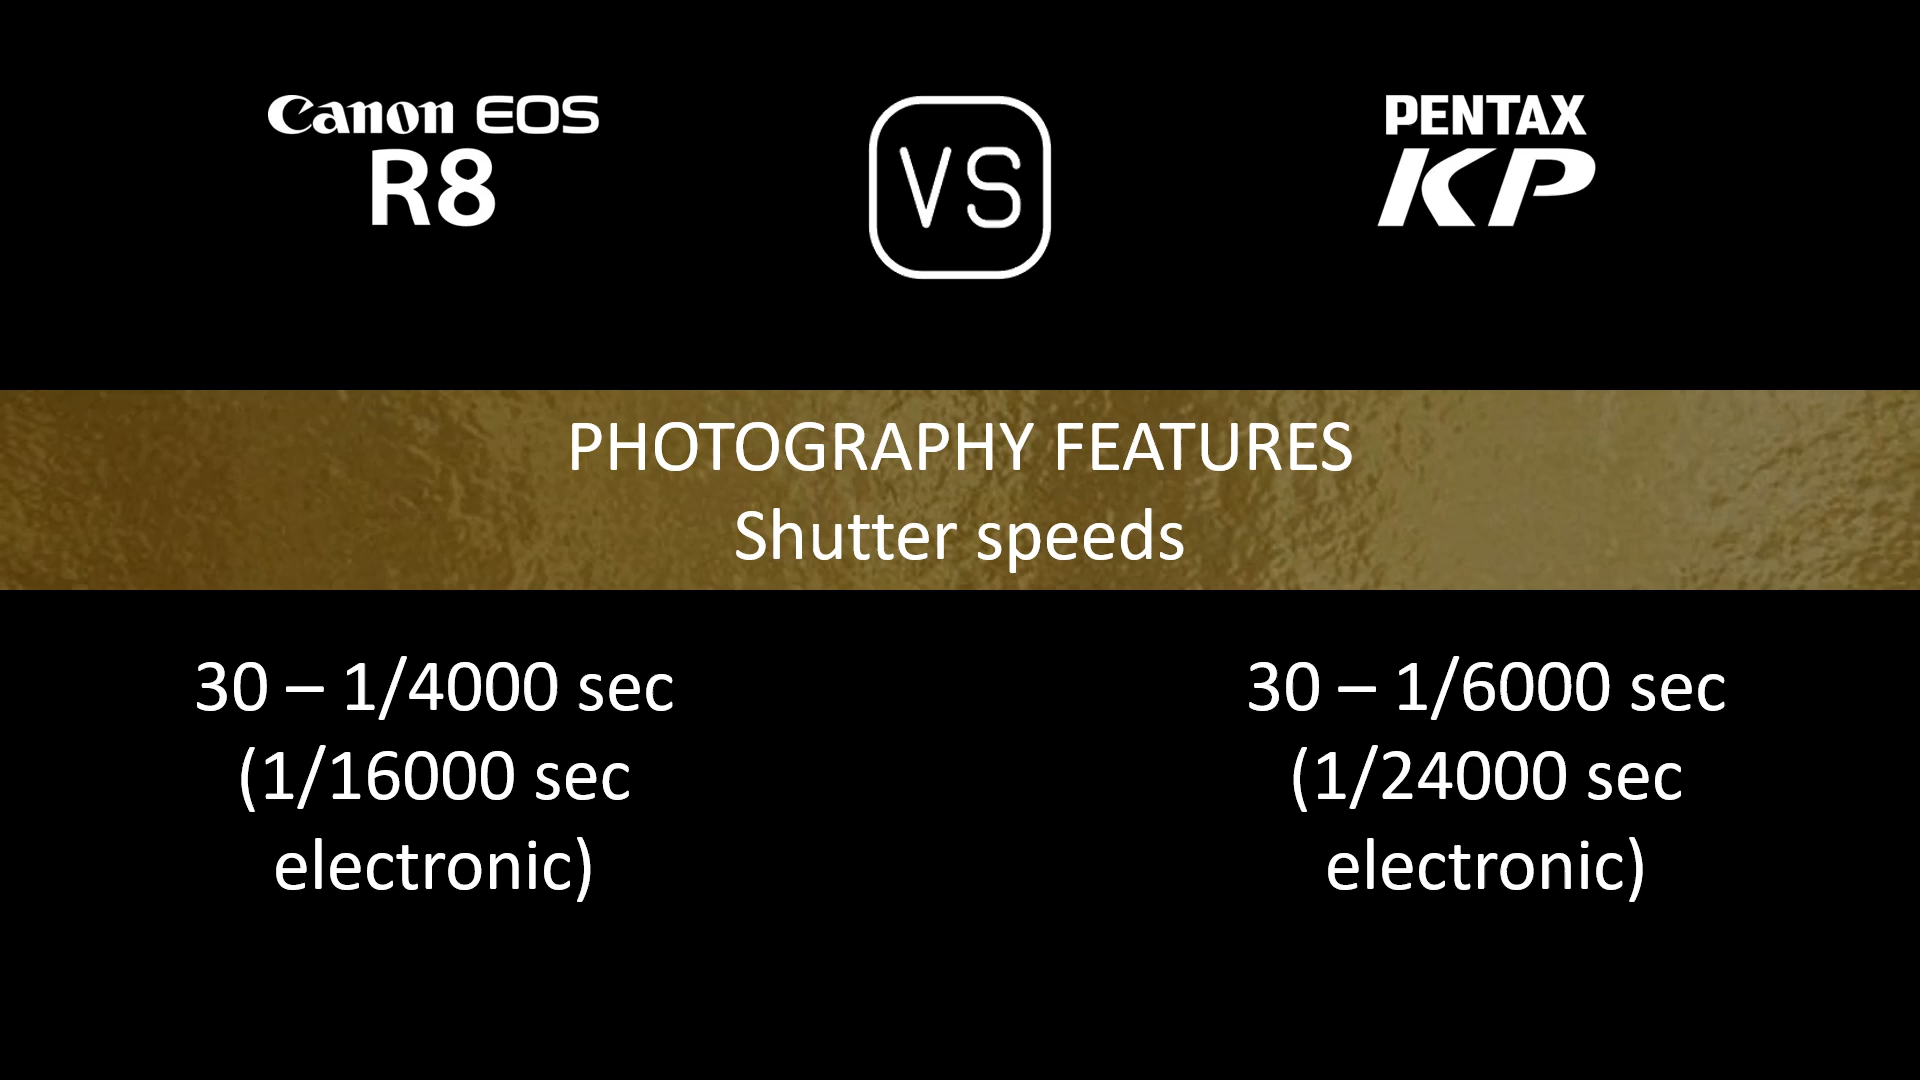 Canon EOS
R8
VS
PENTAX
KP
PHOTOGRAPHY FEATURES
Shutter speeds
30 – 1/4000 sec
(1/16000 sec
electronic)
30 – 1/6000 sec
(1/24000 sec
electronic)